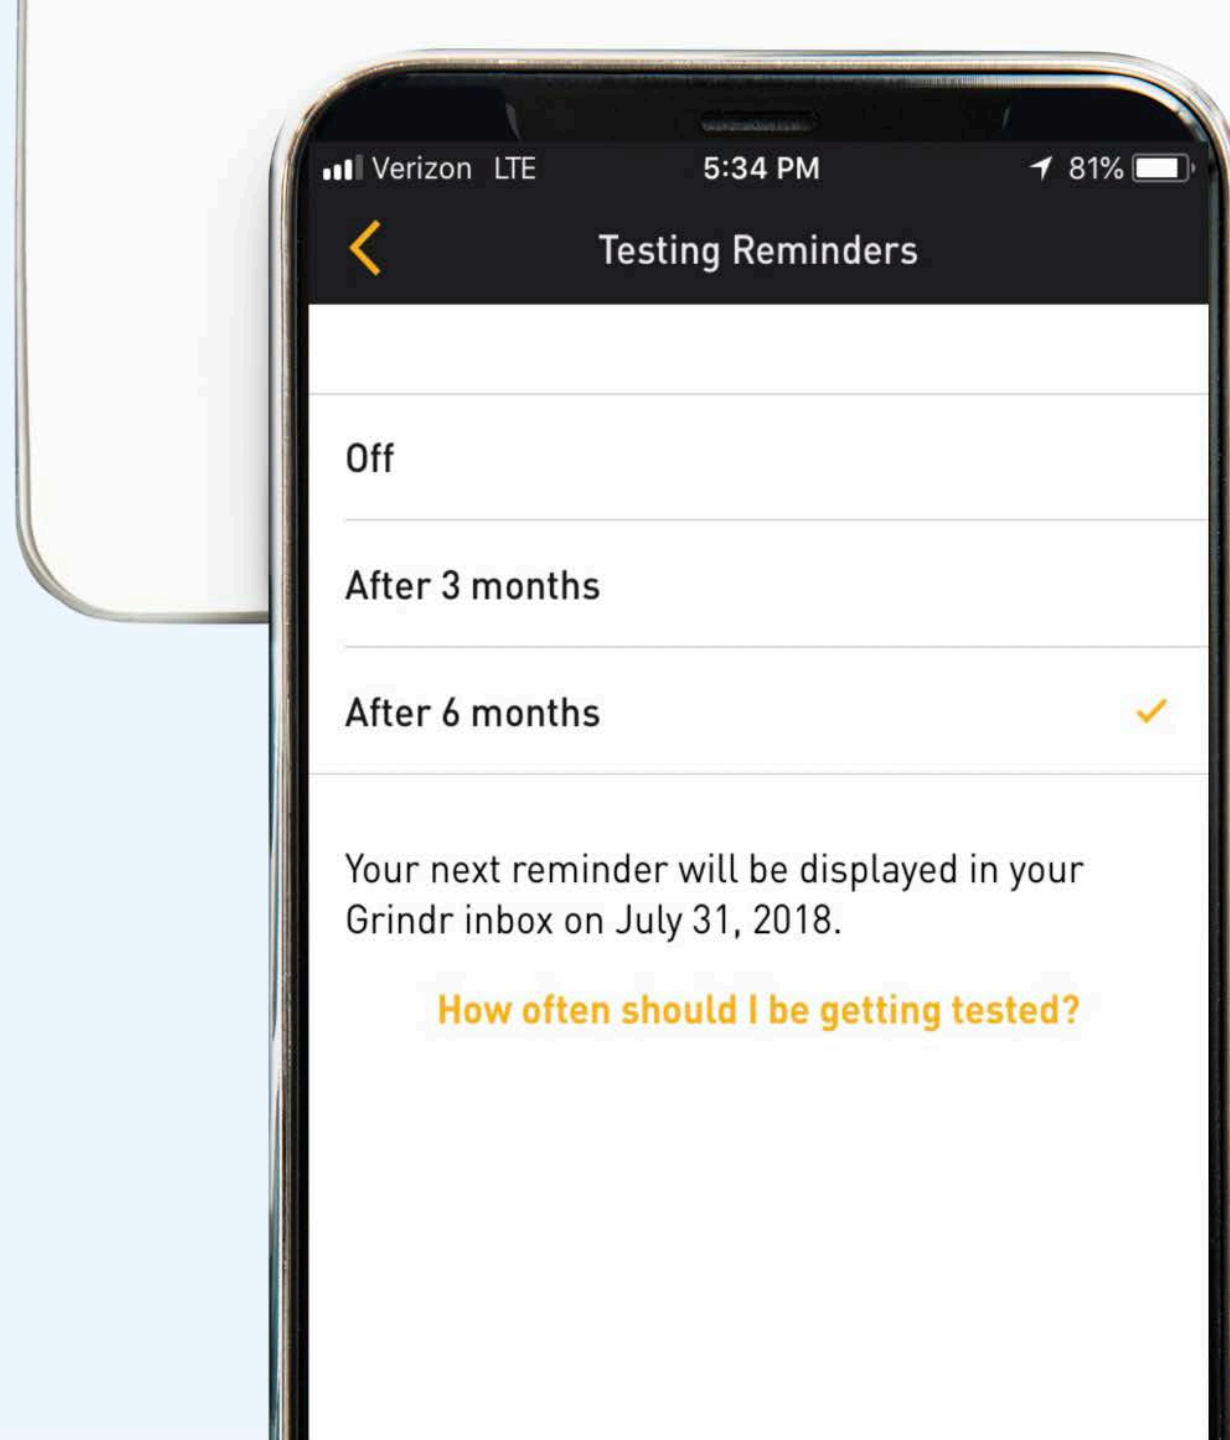 Verizon LTE 5:34 PM 81%
Testing Reminders
Off
After 3 months
After 6 months
Your next reminder will be displayed in your
Grindr inbox on July 31, 2018.
How often should I be getting tested?